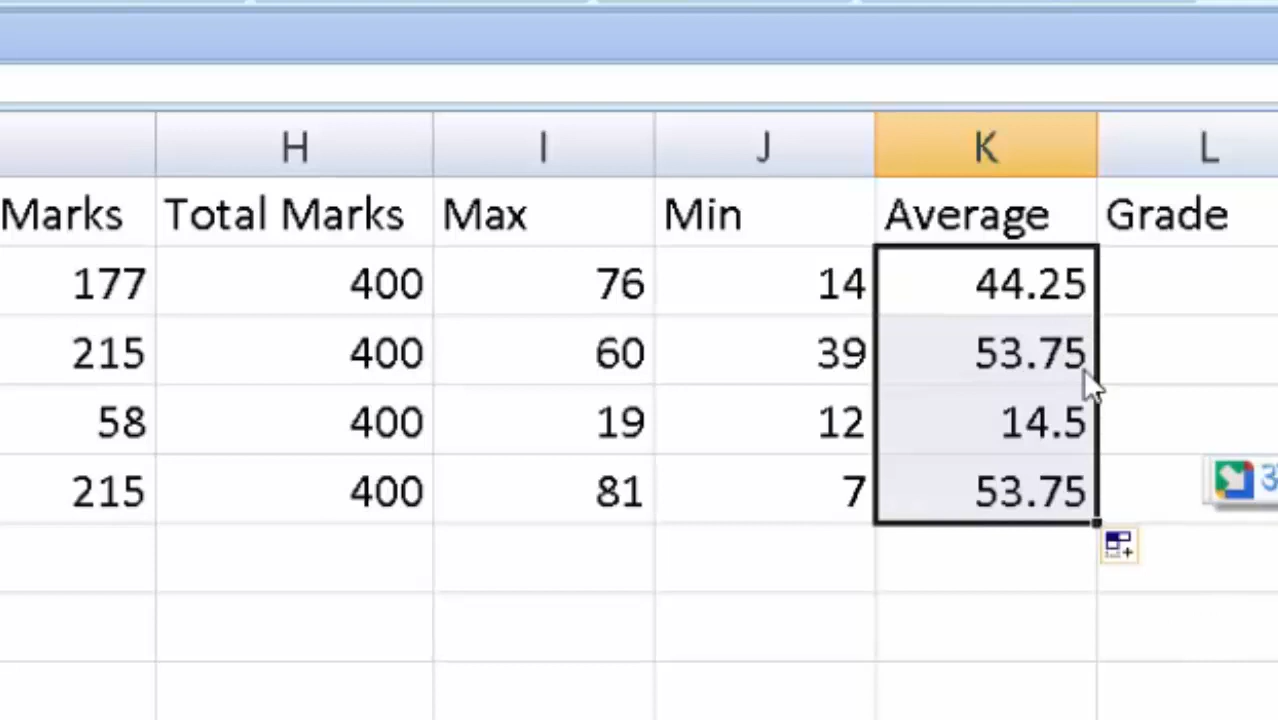 H I J K L
Marks Total Marks Max Min Average Grade
177 400 76 14 44.25
215 400 60 39 53.75
58 400 19 12 14.5
215 400 81 7 53.75